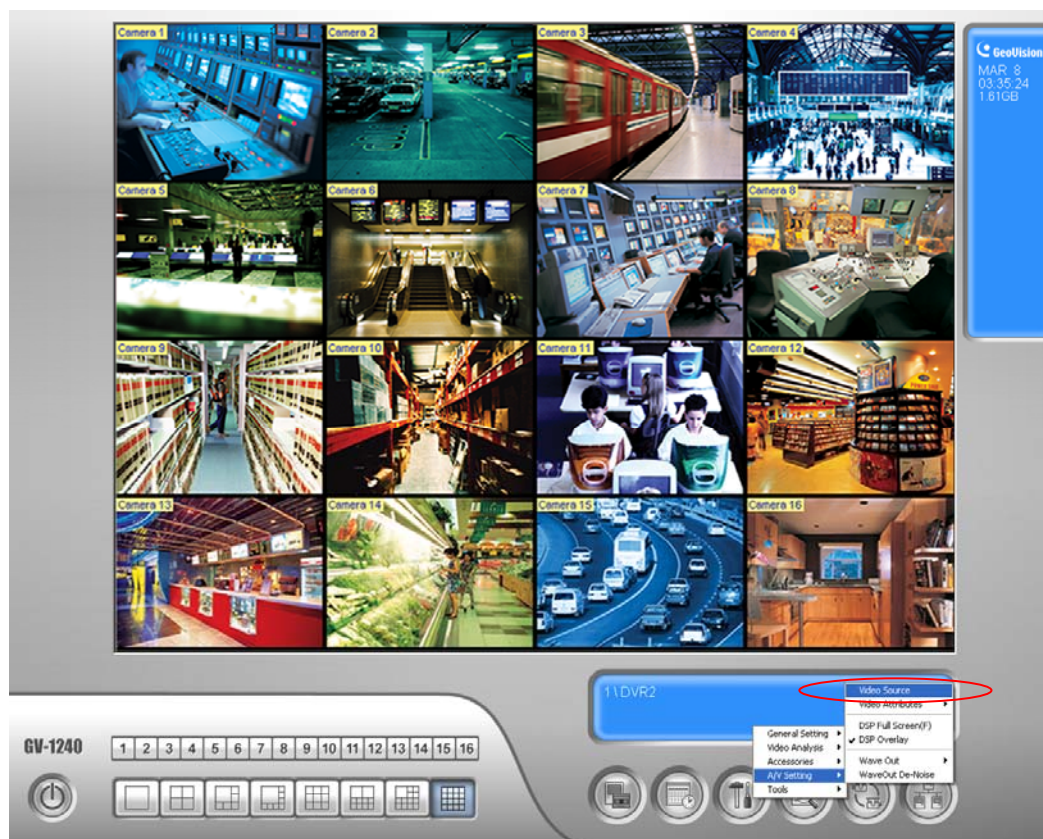 Camera 1
Camera 2
Camera 3
Camera 4
GeoVision
MAR 8
03:35:24
1.61GB
Camera 5
Camera 6
Camera 7
Camera 8
Camera 9
Camera 10
Camera 11
Camera 12
Camera 13
Camera 14
Camera 15
Camera 16
1 \ DVR2
Video Source
Video Attributes
DSP Full Screen(F)
DSP Overlay
Wave Out
WaveOut De-Noise
General Setting
Video Analysis
Accessories
A/V Setting
Tools
GV-1240
1 2 3 4 5 6 7 8 9 10 11 12 13 14 15 16